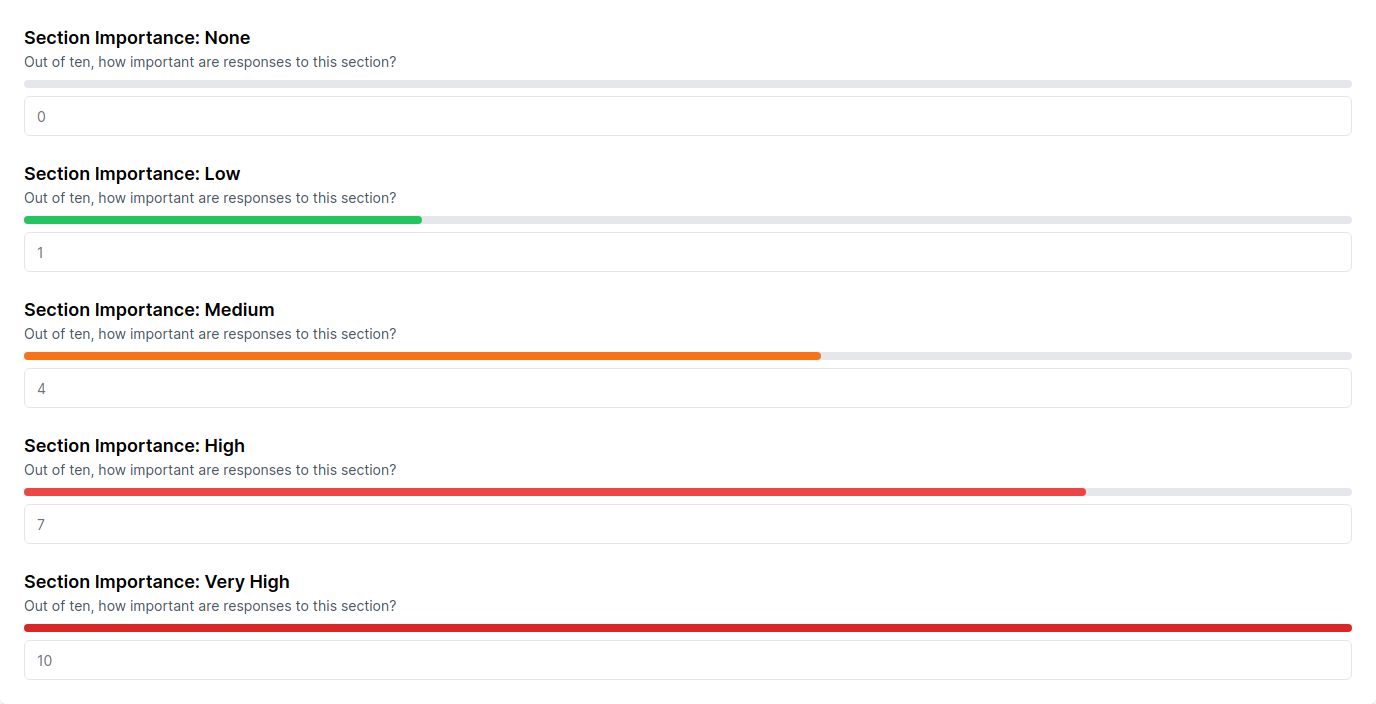 Section Importance: None
Out of ten, how important are responses to this section?
0
Section Importance: Low
Out of ten, how important are responses to this section?
1
Section Importance: Medium
Out of ten, how important are responses to this section?
4
Section Importance: High
Out of ten, how important are responses to this section?
7
Section Importance: Very High
Out of ten, how important are responses to this section?
10